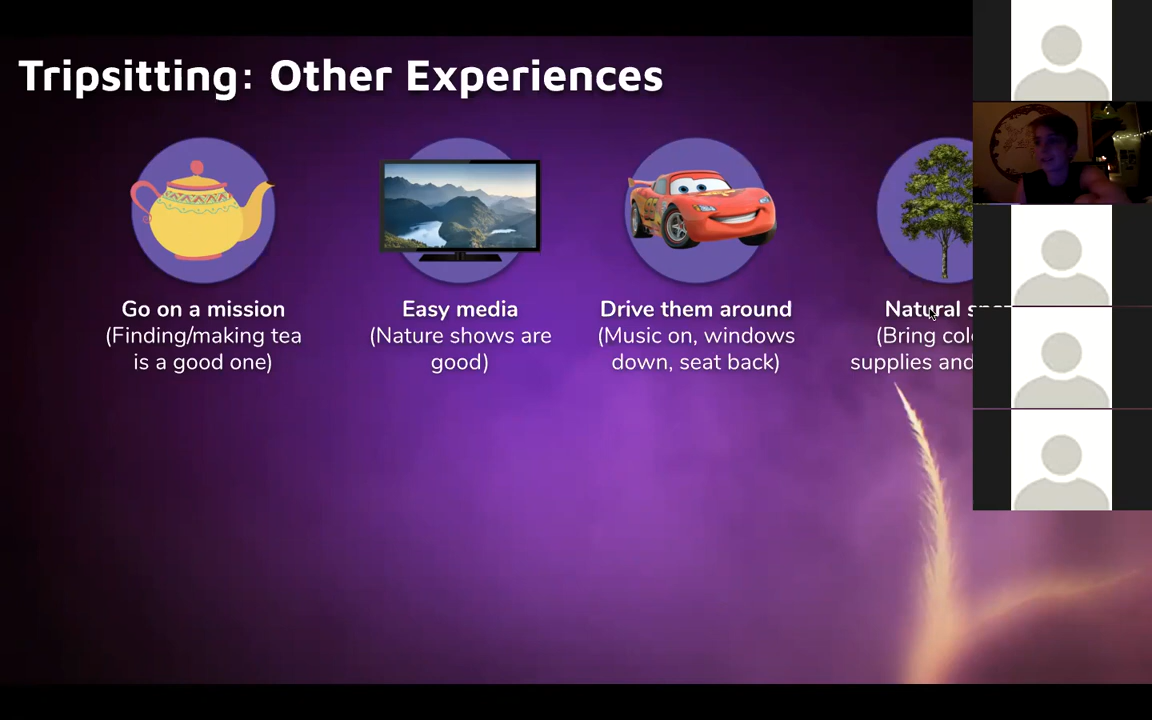 Tripsitting: Other Experiences
Go on a mission
(Finding/making tea
is a good one)
Easy media
(Nature shows are
good)
Drive them around
(Music on, windows
down, seat back)
Natural
(Bring
supplies and